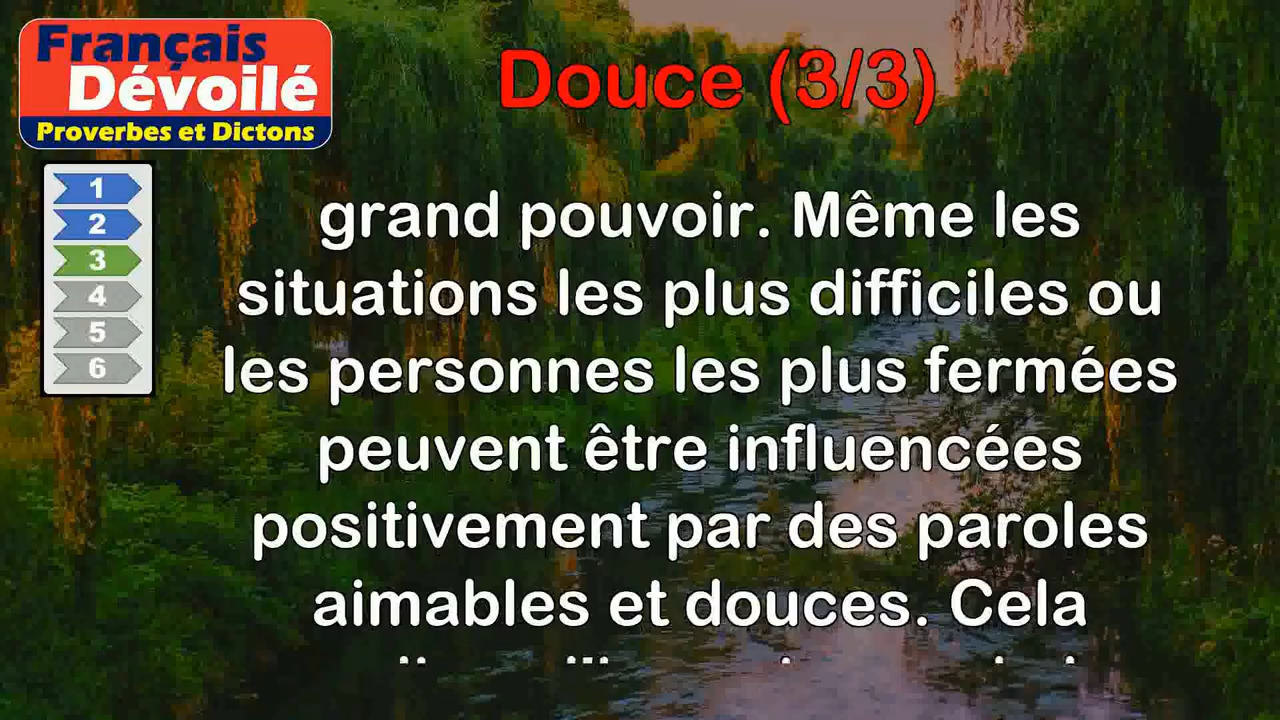 Français
Dévoilé
Proverbes et Dictons
Douce (3/3)
1
2
3
4
5
6
grand pouvoir. Même les
situations les plus difficiles ou
les personnes les plus fermées
peuvent être influencées
positivement par des paroles
aimables et douces. Cela